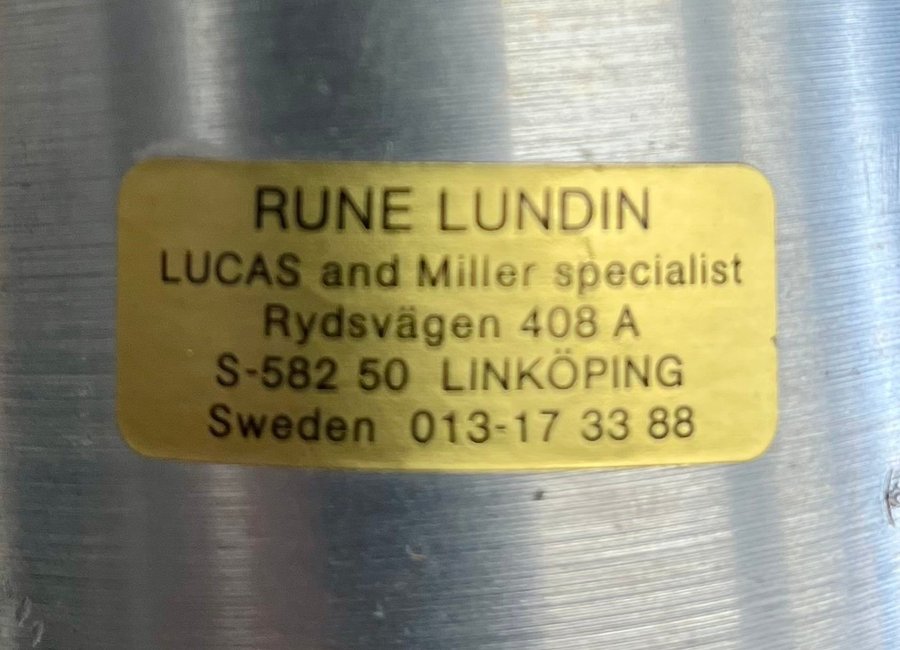 RUNE LUNDIN
LUCAS and Miller specialist
Rydsvägen 408 A
S-582 50 LINKÖPING
Sweden 013-17 33 88